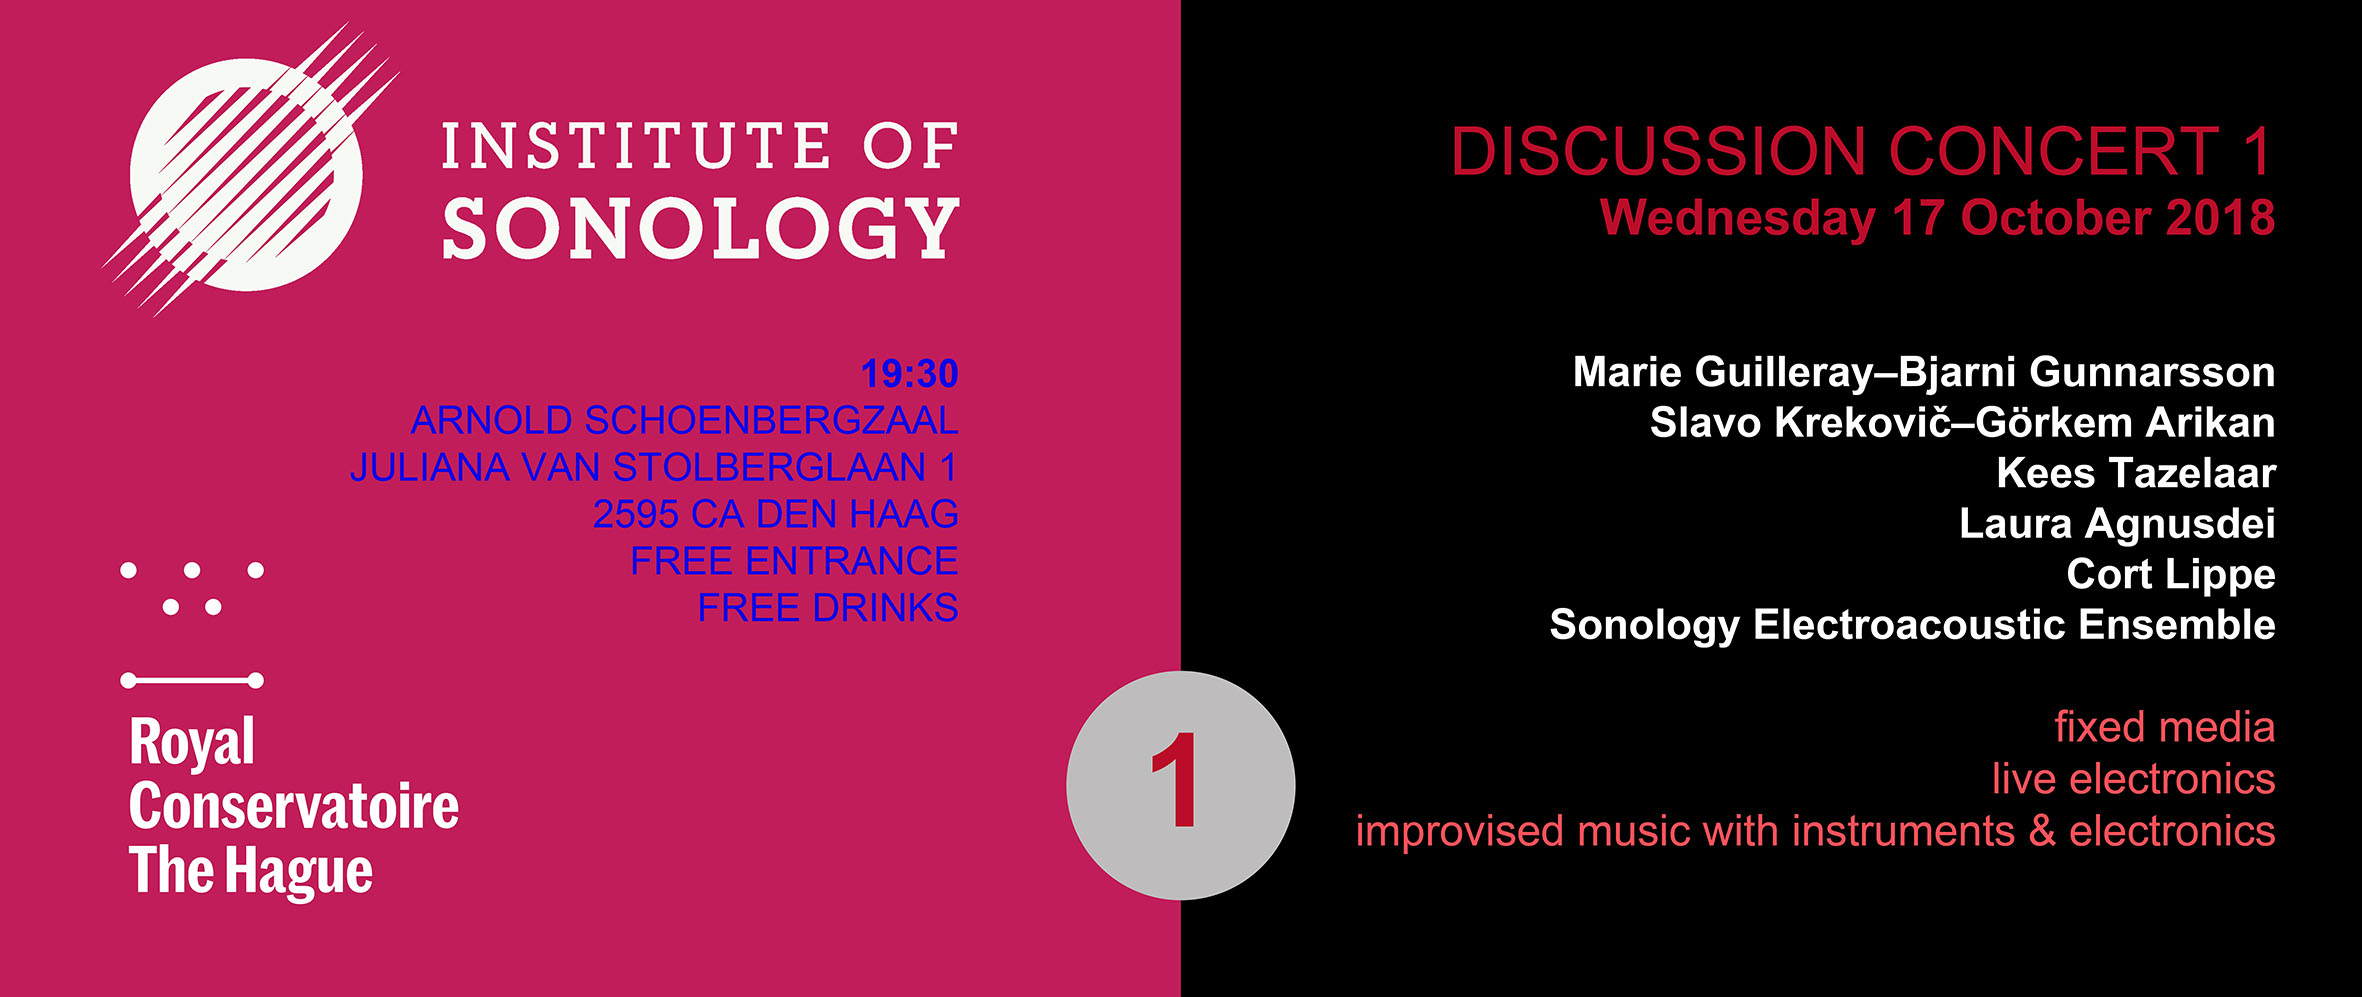 INSTITUTE OF
SONOLOGY
19:30
ARNOLD SCHOENBERGZAAL
JULIANA VAN STOLBERGLAAN 1
2595 CA DEN HAAG
FREE ENTRANCE
FREE DRINKS
Royal
Conservatoire
The Hague
1
DISCUSSION CONCERT 1
Wednesday 17 October 2018
Marie Guilleray–Bjarni Gunnarsson
Slavo Krekovič–Görkem Arikan
Kees Tazelaar
Laura Agnusdei
Cort Lippe
Sonology Electroacoustic Ensemble
fixed media
live electronics
improvised music with instruments & electronics